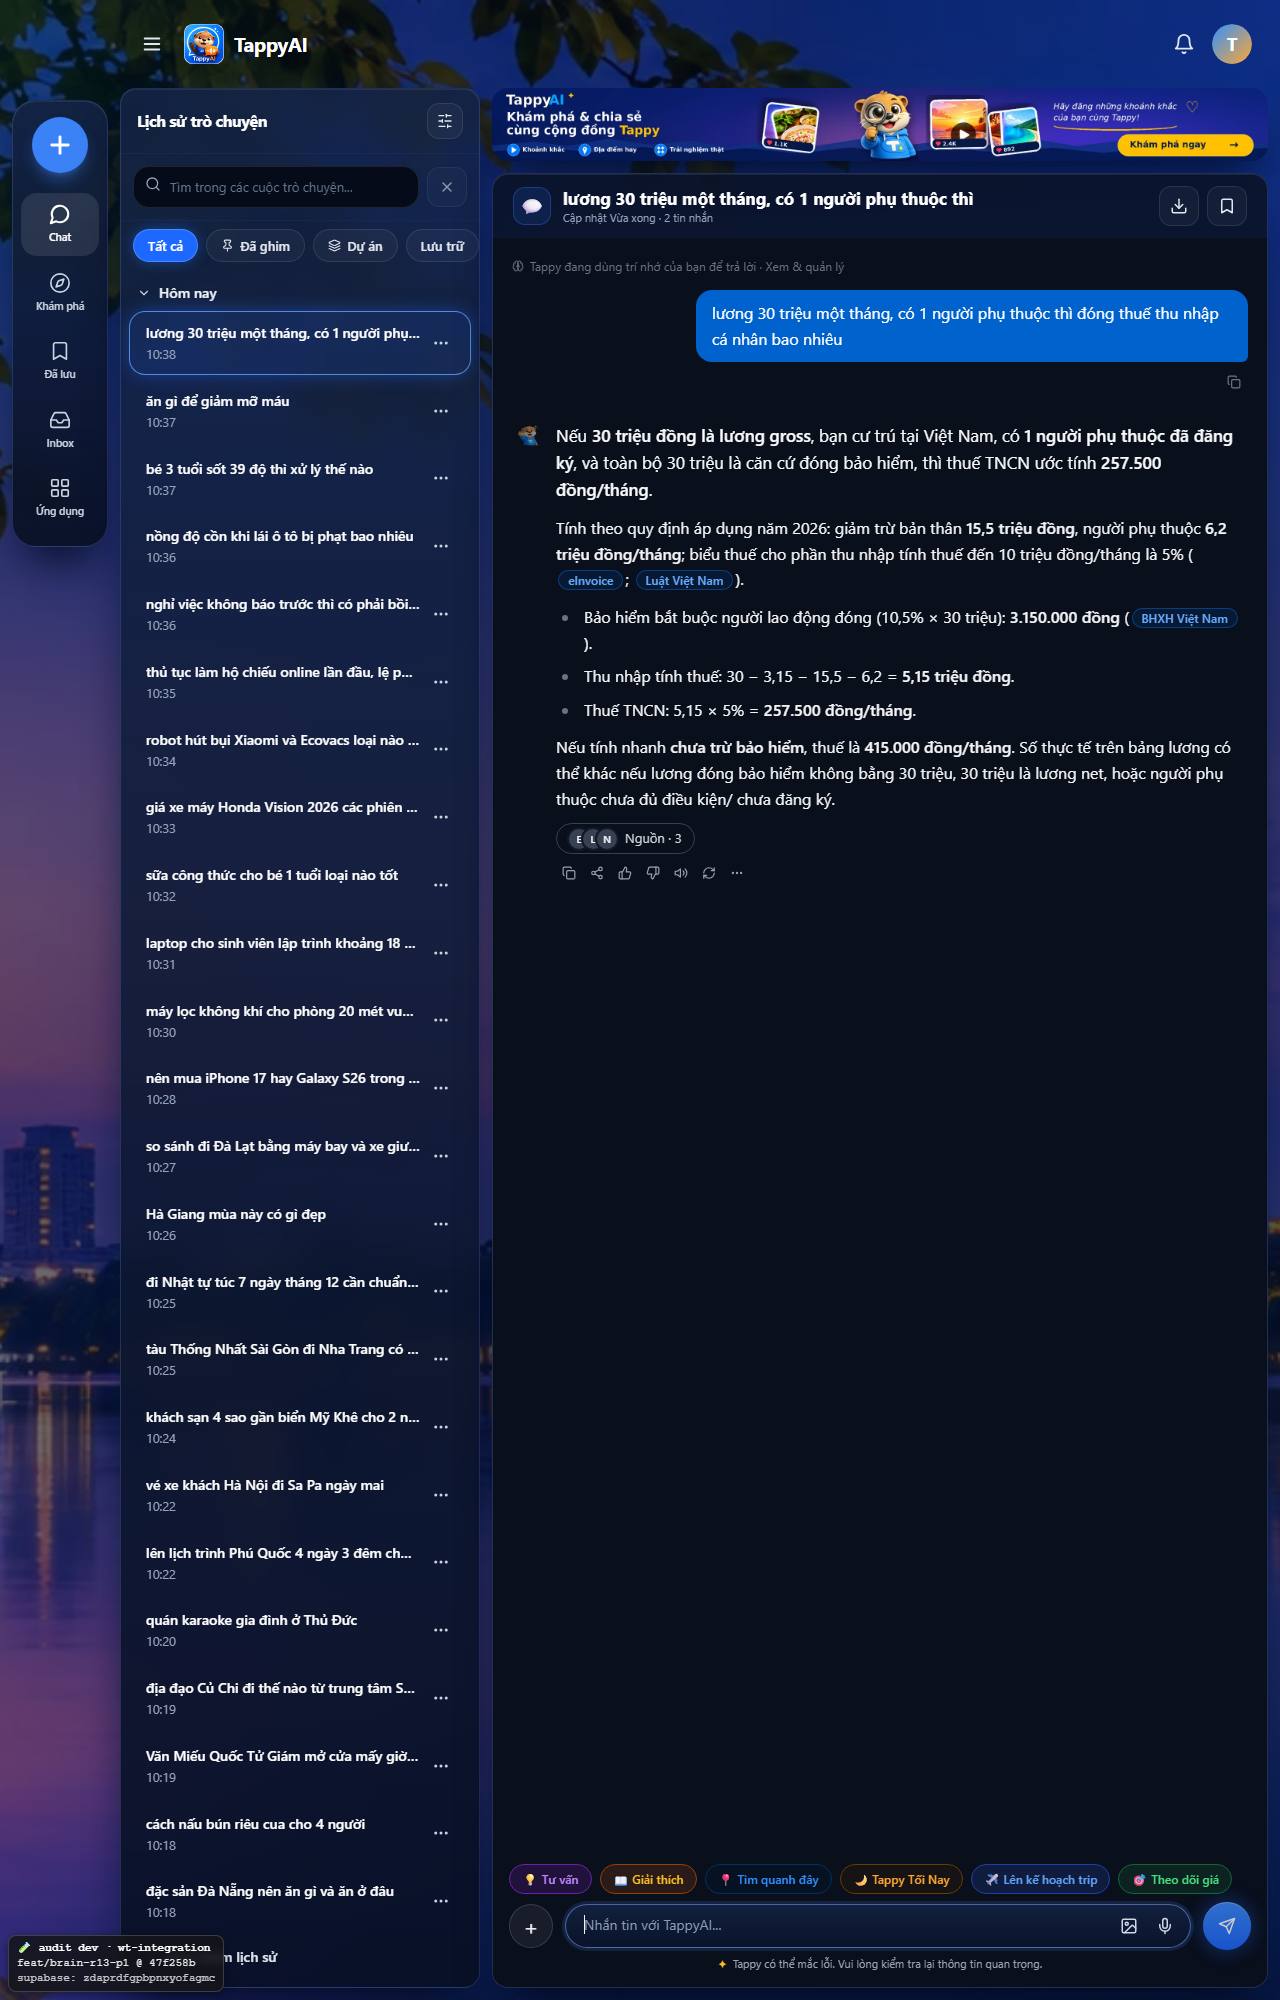 TappyAI
T
Chat
Khám phá
Đã lưu
Inbox
Ứng dụng
Lịch sử trò chuyện
Tìm trong các cuộc trò chuyện...
Tất cả
Đã ghim
Dự án
Lưu trữ
Hôm nay
lương 30 triệu một tháng, có 1 người phụ...
10:38
ăn gì để giảm mỡ máu
10:37
bé 3 tuổi sốt 39 độ thì xử lý thế nào
10:37
nồng độ cồn khi lái ô tô bị phạt bao nhiêu
10:36
nghỉ việc không báo trước thì có phải bồi...
10:36
thủ tục làm hộ chiếu online lần đầu, lệ p...
10:35
robot hút bụi Xiaomi và Ecovacs loại nào ...
10:34
giá xe máy Honda Vision 2026 các phiên ...
10:33
sữa công thức cho bé 1 tuổi loại nào tốt
10:32
laptop cho sinh viên lập trình khoảng 18 ...
10:31
máy lọc không khí cho phòng 20 mét vu...
10:30
nên mua iPhone 17 hay Galaxy S26 trong ...
10:28
so sánh đi Đà Lạt bằng máy bay và xe giư...
10:27
Hà Giang mùa này có gì đẹp
10:26
đi Nhật tự túc 7 ngày tháng 12 cần chuẩn...
10:25
tàu Thống Nhất Sài Gòn đi Nha Trang có ...
10:25
khách sạn 4 sao gần biển Mỹ Khê cho 2 n...
10:24
vé xe khách Hà Nội đi Sa Pa ngày mai
10:22
lên lịch trình Phú Quốc 4 ngày 3 đêm ch...
10:22
quán karaoke gia đình ở Thủ Đức
10:20
địa đạo Củ Chi đi thế nào từ trung tâm S...
10:19
Văn Miếu Quốc Tử Giám mở cửa mấy giờ...
10:19
cách nấu bún riêu cua cho 4 người
10:18
đặc sản Đà Nẵng nên ăn gì và ăn ở đâu
10:18
m lịch sử
audit dev · wt-integration
feat/brain-r13-p1 @ 47f258b
supabase: zdaprdfgpbpnxyofagmc
TappyAI
Khám phá & chia sẻ
cùng cộng đồng Tappy
Khoảnh khắc
Địa điểm hay
Trải nghiệm thật
1.1K
2.4K
892
Hãy đăng những khoảnh khắc
của bạn cùng Tappy!
Khám phá ngay →
lương 30 triệu một tháng, có 1 người phụ thuộc thì
Cập nhật Vừa xong · 2 tin nhắn
Tappy đang dùng trí nhớ của bạn để trả lời · Xem & quản lý
lương 30 triệu một tháng, có 1 người phụ thuộc thì đóng thuế thu nhập
cá nhân bao nhiêu
Nếu 30 triệu đồng là lương gross, bạn cư trú tại Việt Nam, có 1 người phụ thuộc đã đăng
ký, và toàn bộ 30 triệu là căn cứ đóng bảo hiểm, thì thuế TNCN ước tính 257.500
đồng/tháng.
Tính theo quy định áp dụng năm 2026: giảm trừ bản thân 15,5 triệu đồng, người phụ thuộc 6,2
triệu đồng/tháng; biểu thuế cho phần thu nhập tính thuế đến 10 triệu đồng/tháng là 5% (
eInvoice ; Luật Việt Nam ).
• Bảo hiểm bắt buộc người lao động đóng (10,5% × 30 triệu): 3.150.000 đồng ( BHXH Việt Nam
).
• Thu nhập tính thuế: 30 − 3,15 − 15,5 − 6,2 = 5,15 triệu đồng.
• Thuế TNCN: 5,15 × 5% = 257.500 đồng/tháng.
Nếu tính nhanh chưa trừ bảo hiểm, thuế là 415.000 đồng/tháng. Số thực tế trên bảng lương có
thể khác nếu lương đóng bảo hiểm không bằng 30 triệu, 30 triệu là lương net, hoặc người phụ
thuộc chưa đủ điều kiện/ chưa đăng ký.
E L N Nguồn · 3
Tư vấn
Giải thích
Tìm quanh đây
Tappy Tối Nay
Lên kế hoạch trip
Theo dõi giá
Nhắn tin với TappyAI...
Tappy có thể mắc lỗi. Vui lòng kiểm tra lại thông tin quan trọng.